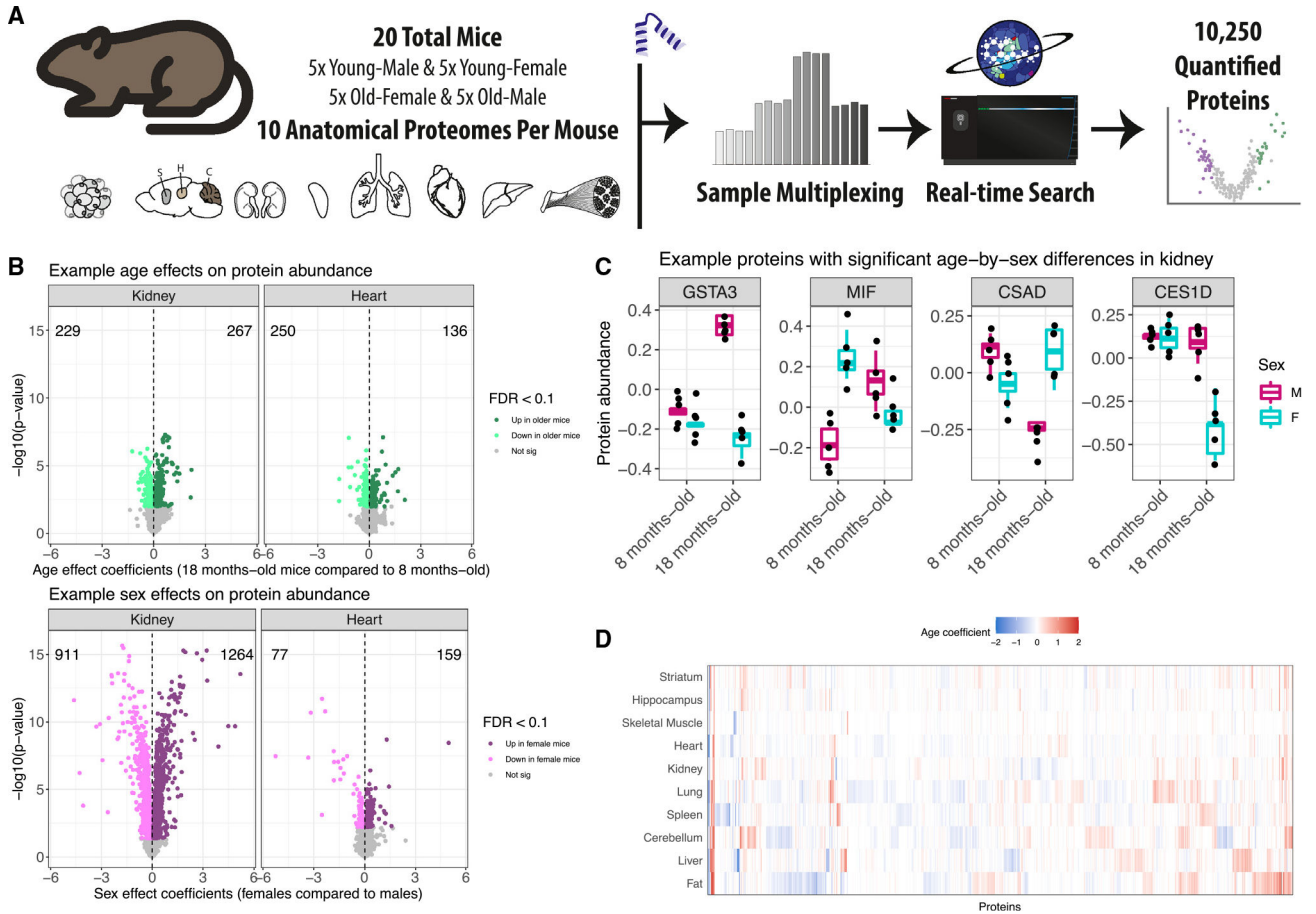 A
20 Total Mice
5x Young-Male & 5x Young-Female
5x Old-Female & 5x Old-Male
10 Anatomical Proteomes Per Mouse
S H C
Sample Multiplexing
Real-time Search
10,250
Quantified
Proteins
B
Example age effects on protein abundance
Kidney Heart
229 267 250 136
15
10
5
0
−log10(p−value)
−6 −3 0 3 6 −6 −3 0 3 6
Age effect coefficients (18 months−old mice compared to 8 months−old)
FDR < 0.1
Up in older mice
Down in older mice
Not sig
Example sex effects on protein abundance
Kidney Heart
911 1264 77 159
15
10
5
0
−log10(p−value)
−6 −3 0 3 6 −6 −3 0 3 6
Sex effect coefficients (females compared to males)
FDR < 0.1
Up in female mice
Down in female mice
Not sig
C
Example proteins with significant age−by−sex differences in kidney
GSTA3 MIF CSAD CES1D
Protein abundance
0.4
0.2
0.0
−0.2
−0.4
0.4
0.2
0.0
−0.2
0.25
0.00
−0.25
0.25
0.00
−0.25
−0.50
8 months−old
18 months−old
8 months−old
18 months−old
8 months−old
18 months−old
8 months−old
18 months−old
Sex
M
F
D
Age coefficient
−2 −1 0 1 2
Striatum
Hippocampus
Skeletal Muscle
Heart
Kidney
Lung
Spleen
Cerebellum
Liver
Fat
Proteins